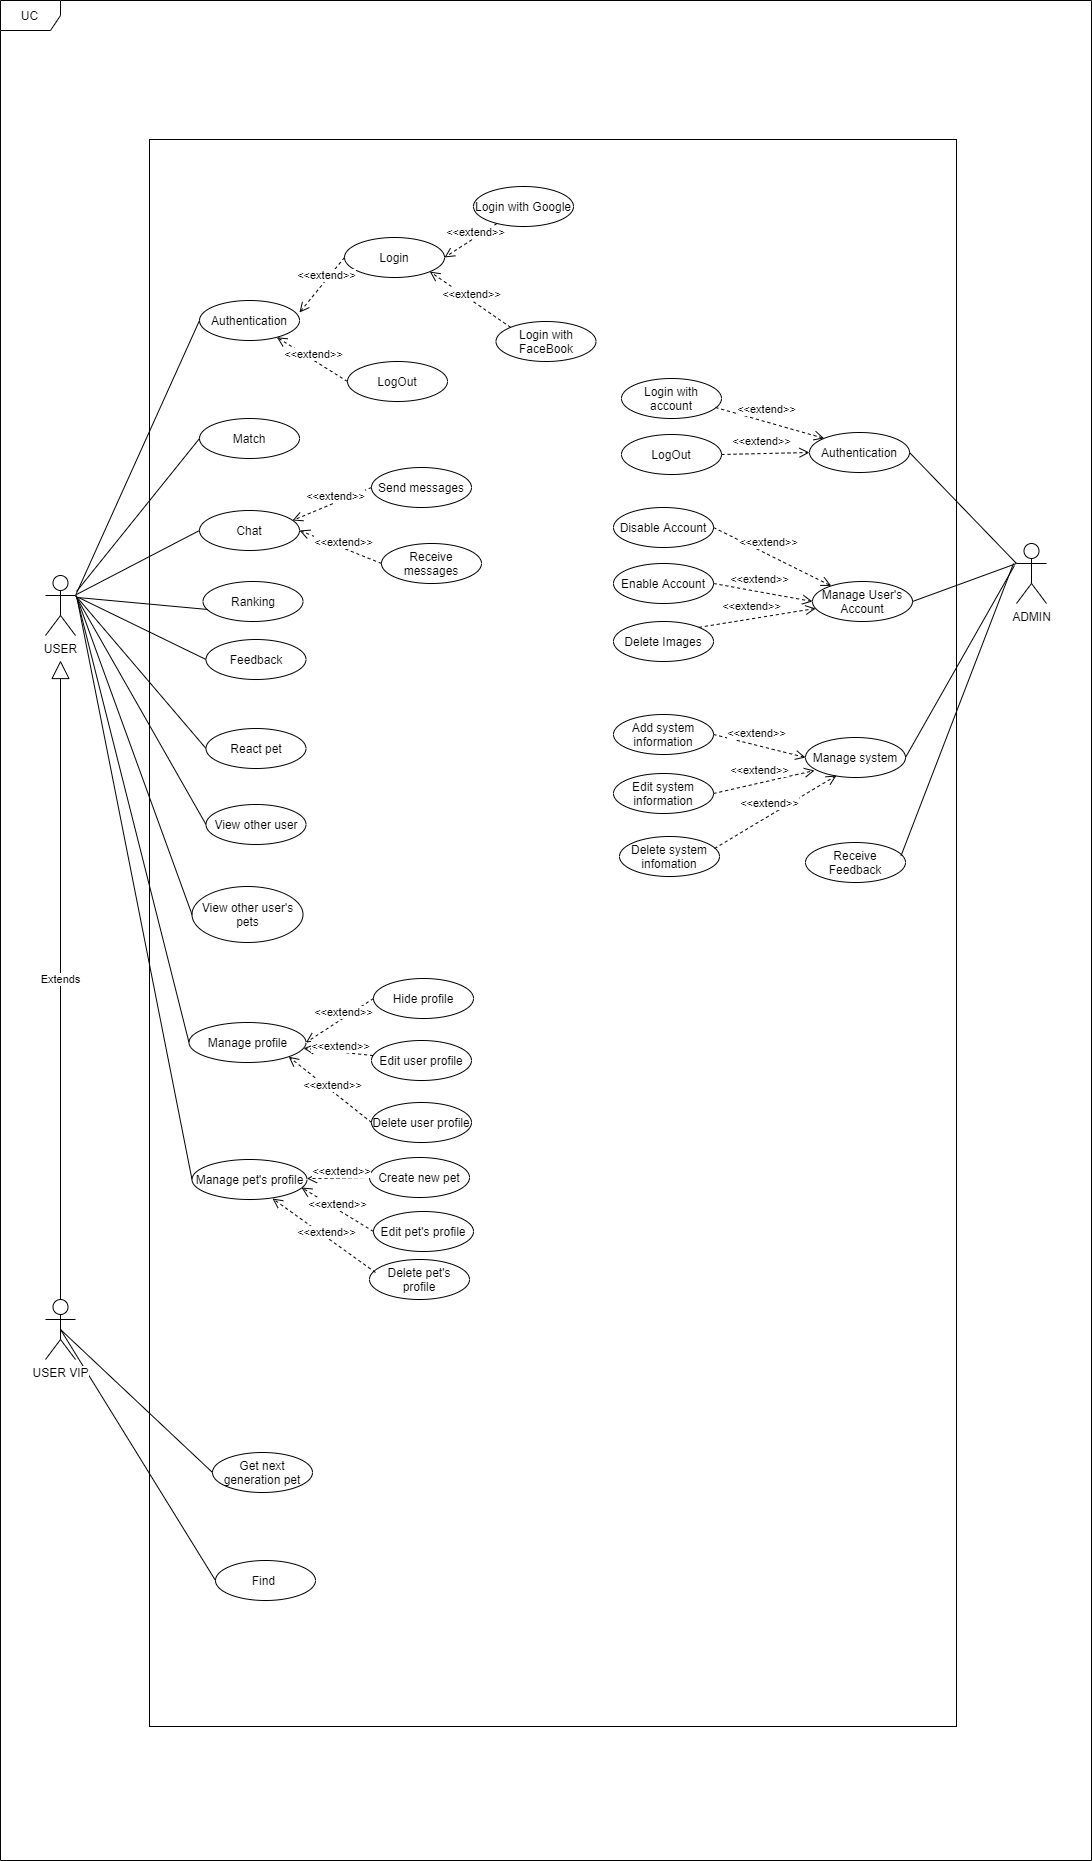 UC
Login with Google
<<extend>>
Login
<<extend>>
<<extend>>
Authentication
Login with
FaceBook
<<extend>>
LogOut
Match
Send messages
<<extend>>
Chat
<<extend>>
Receive
messages
Ranking
USER
Feedback
React pet
View other user
View other user's
pets
Extends
Hide profile
<<extend>>
Manage profile
<<extend>>
Edit user profile
<<extend>>
Delete user profile
Manage pet's profile
<<extend>>
Create new pet
<<extend>>
Edit pet's profile
<<extend>>
Delete pet's
profile
USER VIP
Get next
generation pet
Find
Login with
account
<<extend>>
LogOut
<<extend>>
Authentication
Disable Account
<<extend>>
Enable Account
<<extend>>
Manage User's
Account
<<extend>>
Delete Images
ADMIN
Add system
information
<<extend>>
Manage system
<<extend>>
Edit system
information
<<extend>>
Delete system
infomation
Receive
Feedback